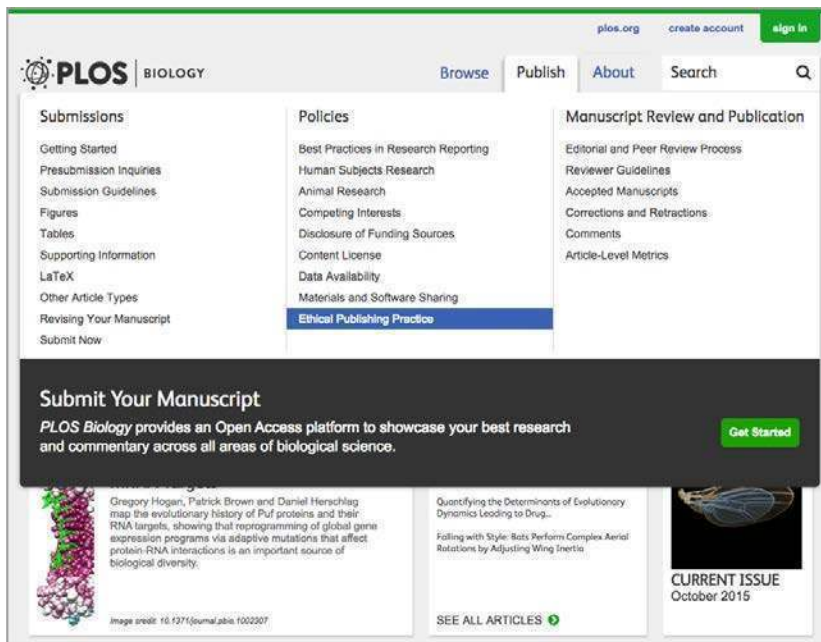 plos.org create account sign in
PLOS BIOLOGY
Browse Publish About Search
Submissions
Getting Started
Presubmission Inquiries
Submission Guidelines
Figures
Tables
Supporting Information
LaTeX
Other Article Types
Revising Your Manuscript
Submit Now
Policies
Best Practices in Research Reporting
Human Subjects Research
Animal Research
Competing Interests
Disclosure of Funding Sources
Content License
Data Availability
Materials and Software Sharing
Ethical Publishing Practice
Manuscript Review and Publication
Editorial and Peer Review Process
Reviewer Guidelines
Accepted Manuscripts
Corrections and Retractions
Comments
Article-Level Metrics
Submit Your Manuscript
PLOS Biology provides an Open Access platform to showcase your best research
and commentary across all areas of biological science.
Get Started
Gregory Hogan, Patrick Brown and Daniel Herschlag
map the evolutionary history of Puf proteins and their
RNA targets, showing that reprogramming of global gene
expression programs via adaptive mutations that affect
protein-RNA interactions is an important source of
biological diversity.
Image credit: 10.1371/journal.pbio.1002307
Quantifying the Determinants of Evolutionary
Dynamics Leading to Drug...
Falling with Style: Bats Perform Complex Aerial
Rotations by Adjusting Wing Inertia
SEE ALL ARTICLES
CURRENT ISSUE
October 2015